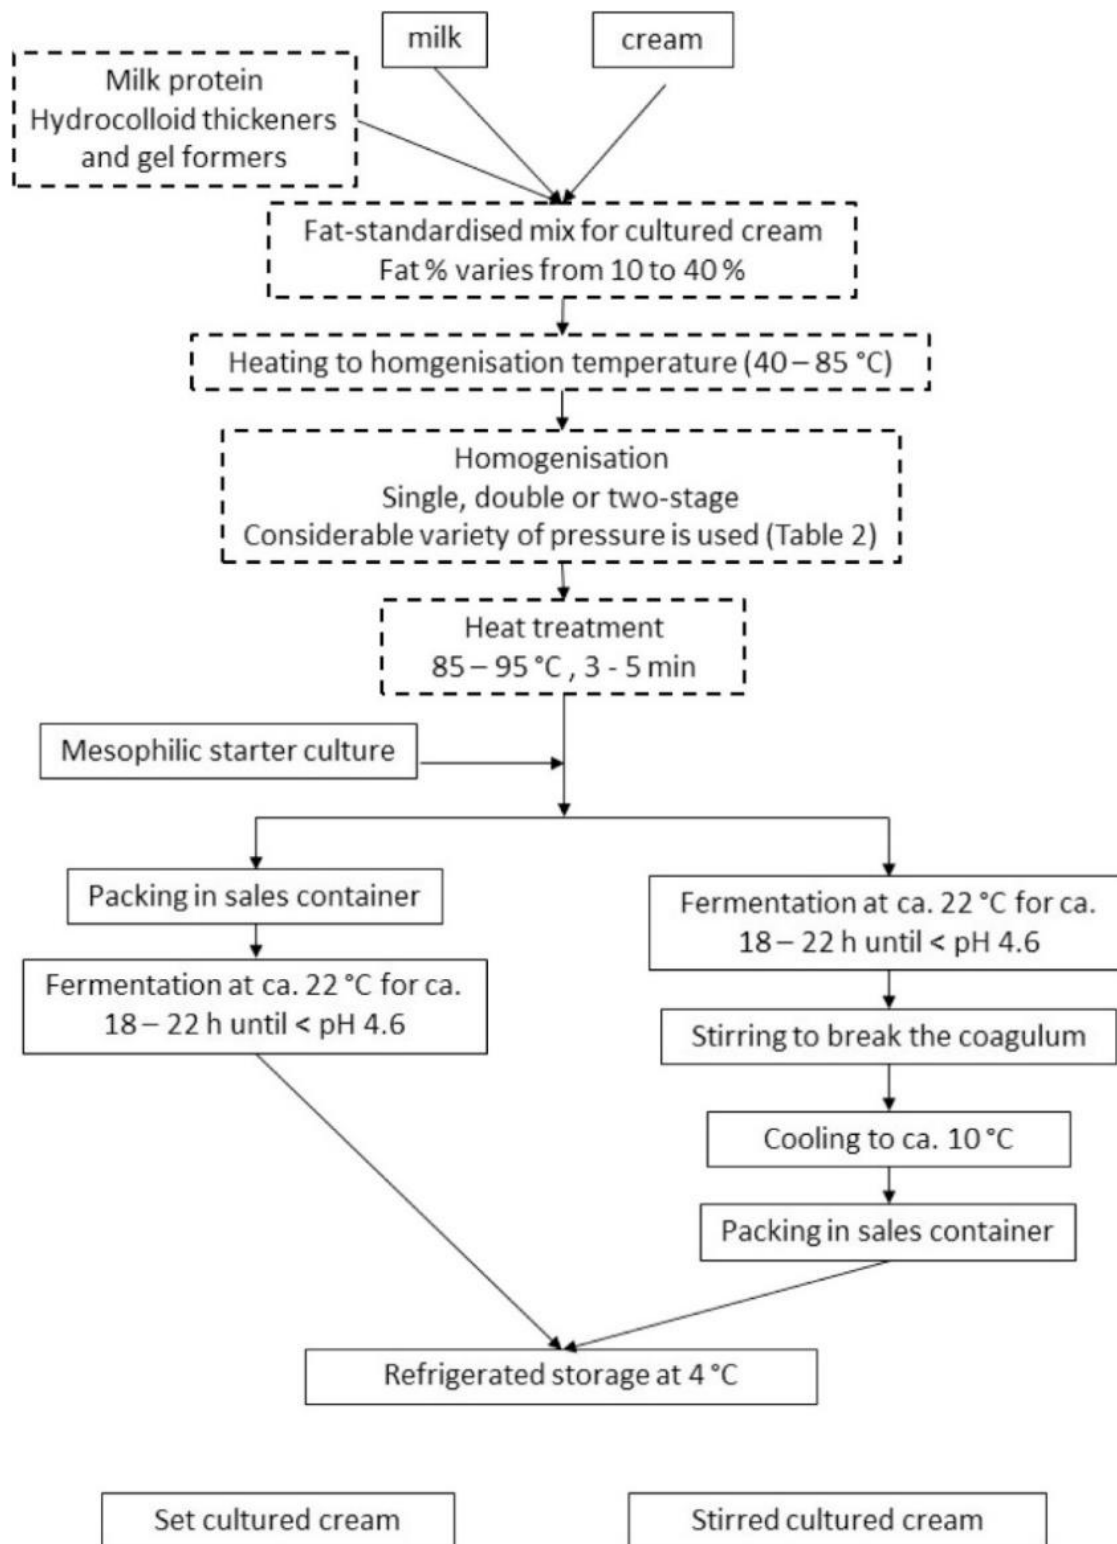 milk
cream
Milk protein
Hydrocolloid thickeners
and gel formers
Fat-standardised mix for cultured cream
Fat % varies from 10 to 40 %
Heating to homgenisation temperature (40 – 85 °C)
Homogenisation
Single, double or two-stage
Considerable variety of pressure is used (Table 2)
Heat treatment
85 – 95 °C , 3 - 5 min
Mesophilic starter culture
Packing in sales container
Fermentation at ca. 22 °C for ca.
18 – 22 h until < pH 4.6
Fermentation at ca. 22 °C for ca.
18 – 22 h until < pH 4.6
Stirring to break the coagulum
Cooling to ca. 10 °C
Packing in sales container
Refrigerated storage at 4 °C
Set cultured cream
Stirred cultured cream